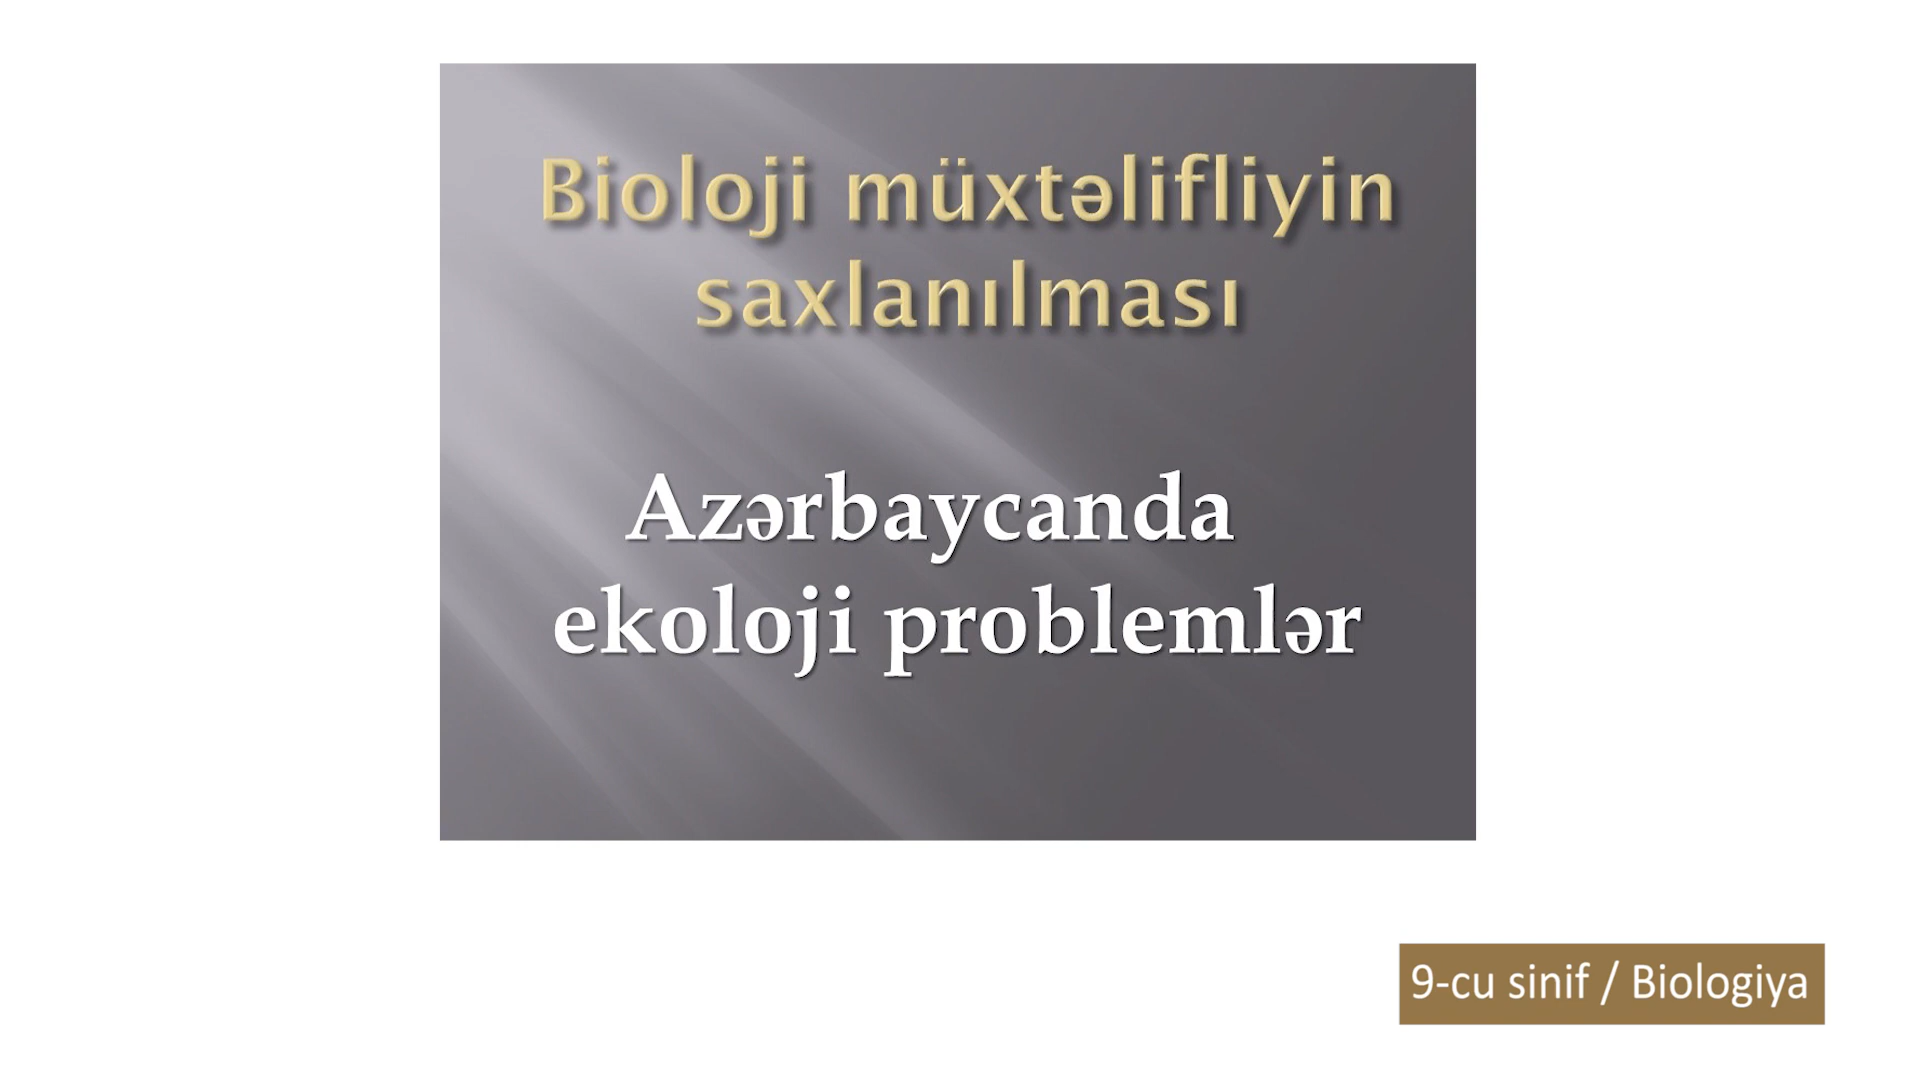 Bioloji müxtəlifliyin
saxlanılması
Azərbaycanda
ekoloji problemlər
9-cu sinif / Biologiya